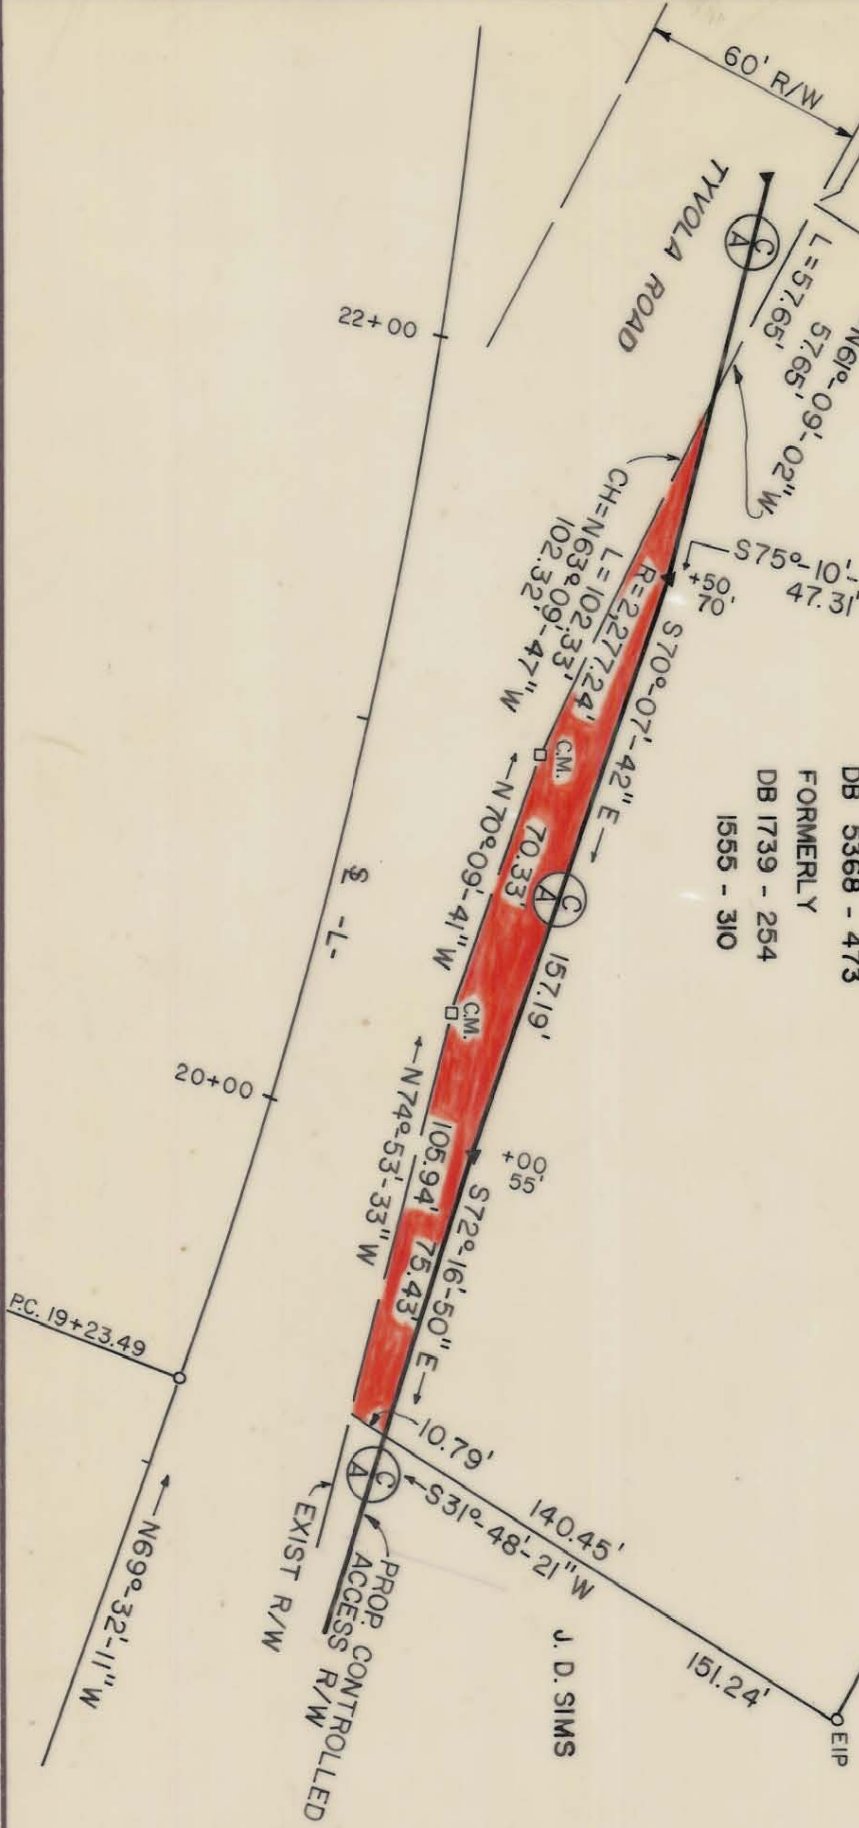 60' R/W
TYVOLA ROAD
C
A
L=57.65'
57.65'
N61°-09'-02"W
S75°-10'-
47.31'
+50
70'
22+00
CH=N63°-09'-47"W
102.32'
L=102.33'
R=2,277.24'
S70°-07'-42"E
157.19'
DB 5368 - 473
FORMERLY
DB 1739 - 254
1555 - 310
C.M.
70.33'
N70°-09'-41"W
C
A
C.M.
-L-
20+00
+00
55'
N74°-53'-33"W
105.94'
75.43'
S72°-16'-50"E
10.79'
C
A
S31°-48'-21"W
140.45'
151.24'
EIP
J. D. SIMS
P.C. 19+23.49
N69°-32'-11"W
EXIST R/W
PROP. CONTROLLED
ACCESS R/W